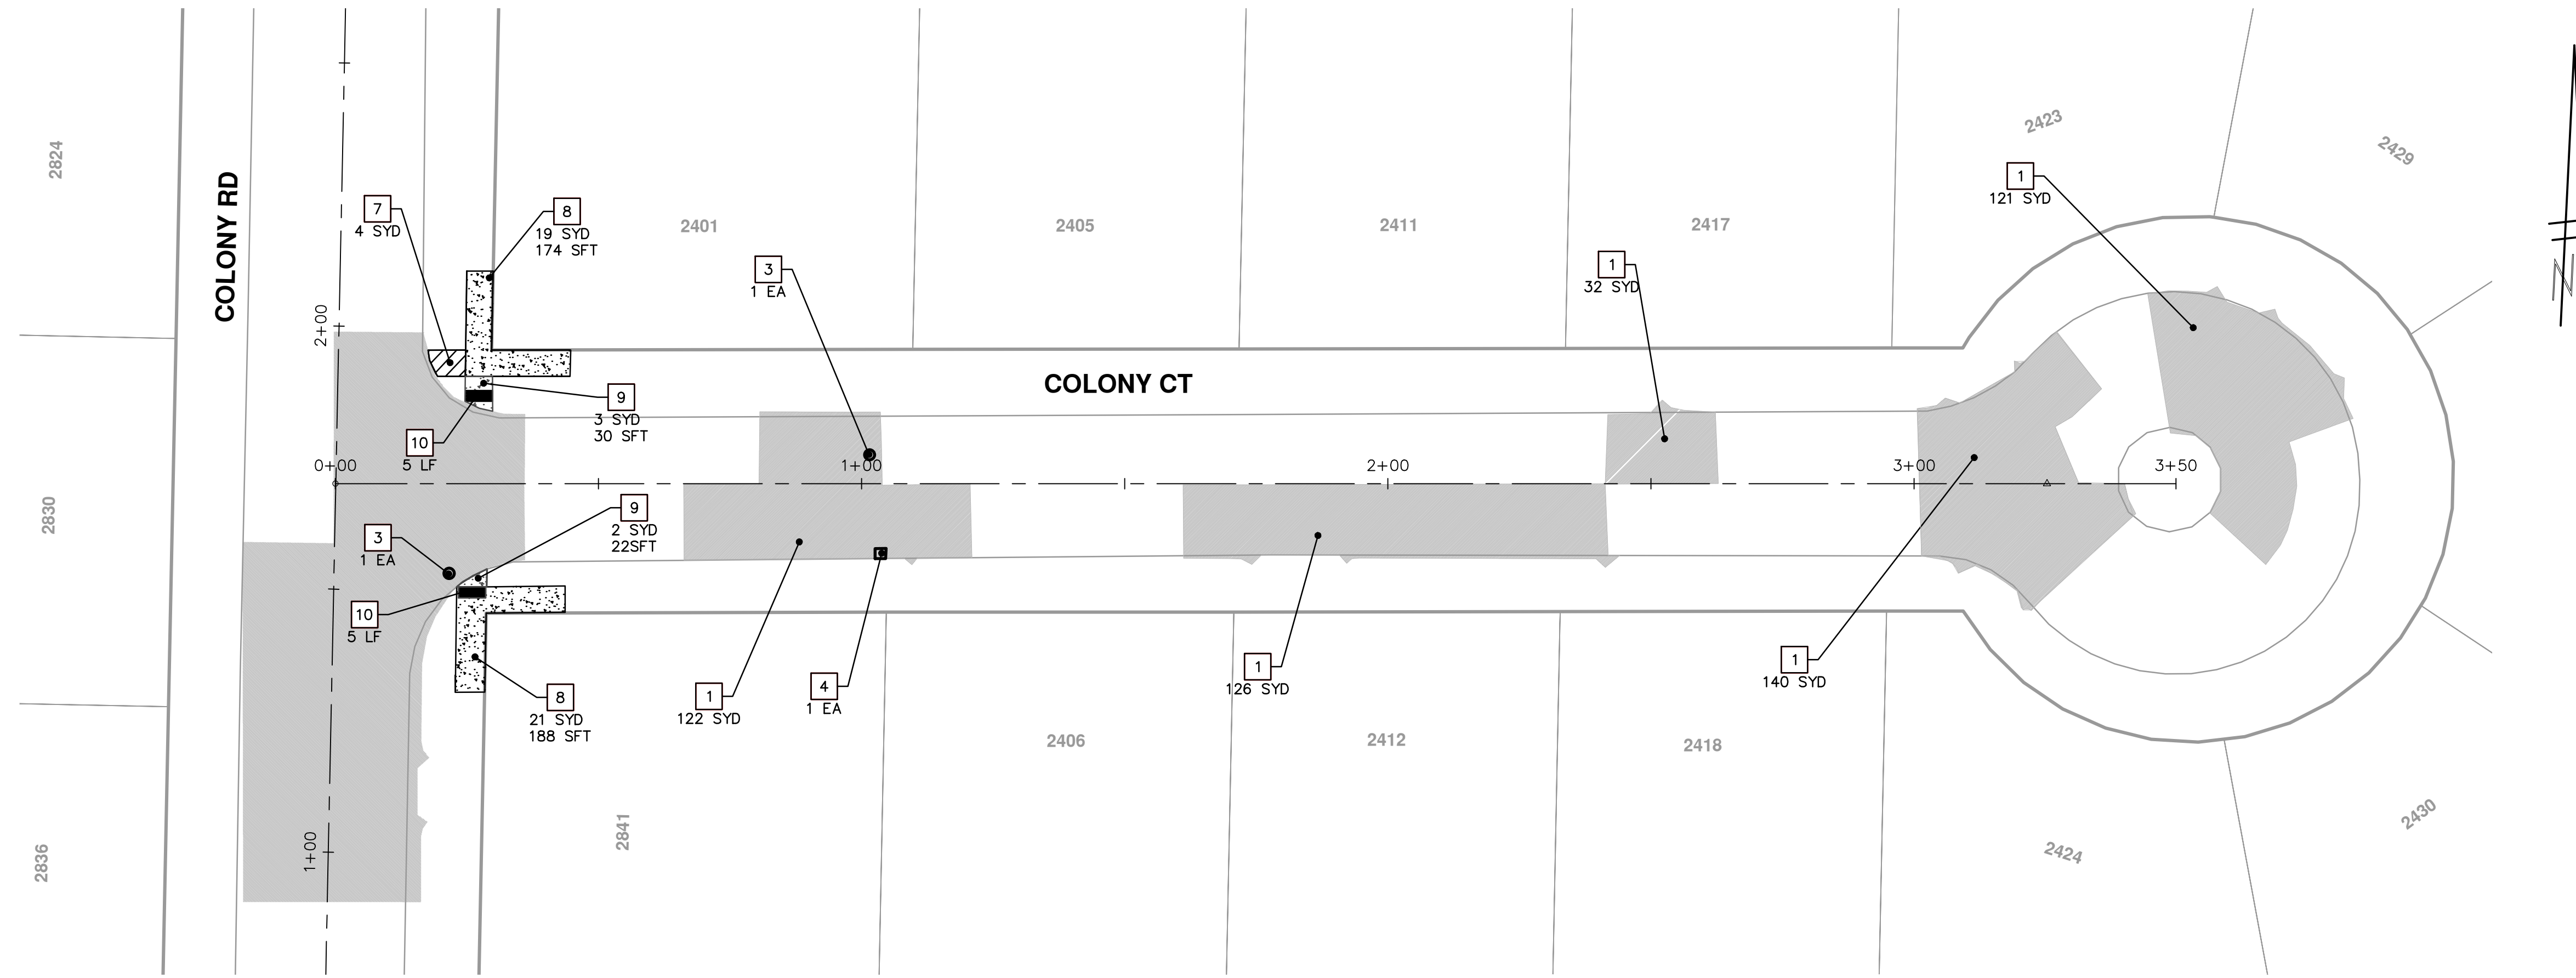 2824
2830
2836
COLONY RD
2+00
1+00
7
4 SYD
8
19 SYD
174 SFT
9
3 SYD
30 SFT
10
5 LF
0+00
1+00
2+00
3+00
3+50
3
1 EA
10
5 LF
9
2 SYD
22SFT
8
21 SYD
188 SFT
2841
2401
2405
2411
2417
2423
2429
3
1 EA
1
32 SYD
1
121 SYD
COLONY CT
1
122 SYD
4
1 EA
1
126 SYD
1
140 SYD
2406
2412
2418
2424
2430
N